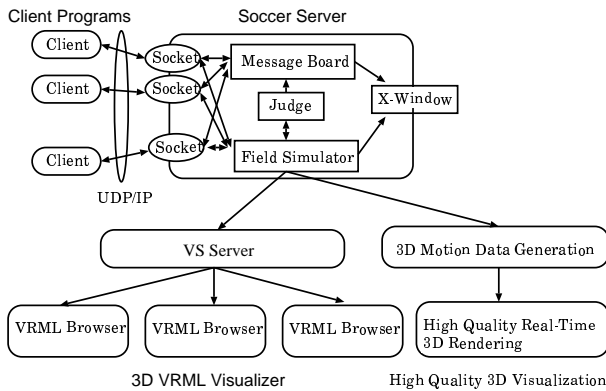 Client Programs
Soccer Server
Client
Socket
Message Board
Client
Socket
X-Window
Judge
Client
Socket
Field Simulator
UDP/IP
VS Server
3D Motion Data Generation
VRML Browser
VRML Browser
VRML Browser
High Quality Real-Time
3D Rendering
3D VRML Visualizer
High Quality 3D Visualization